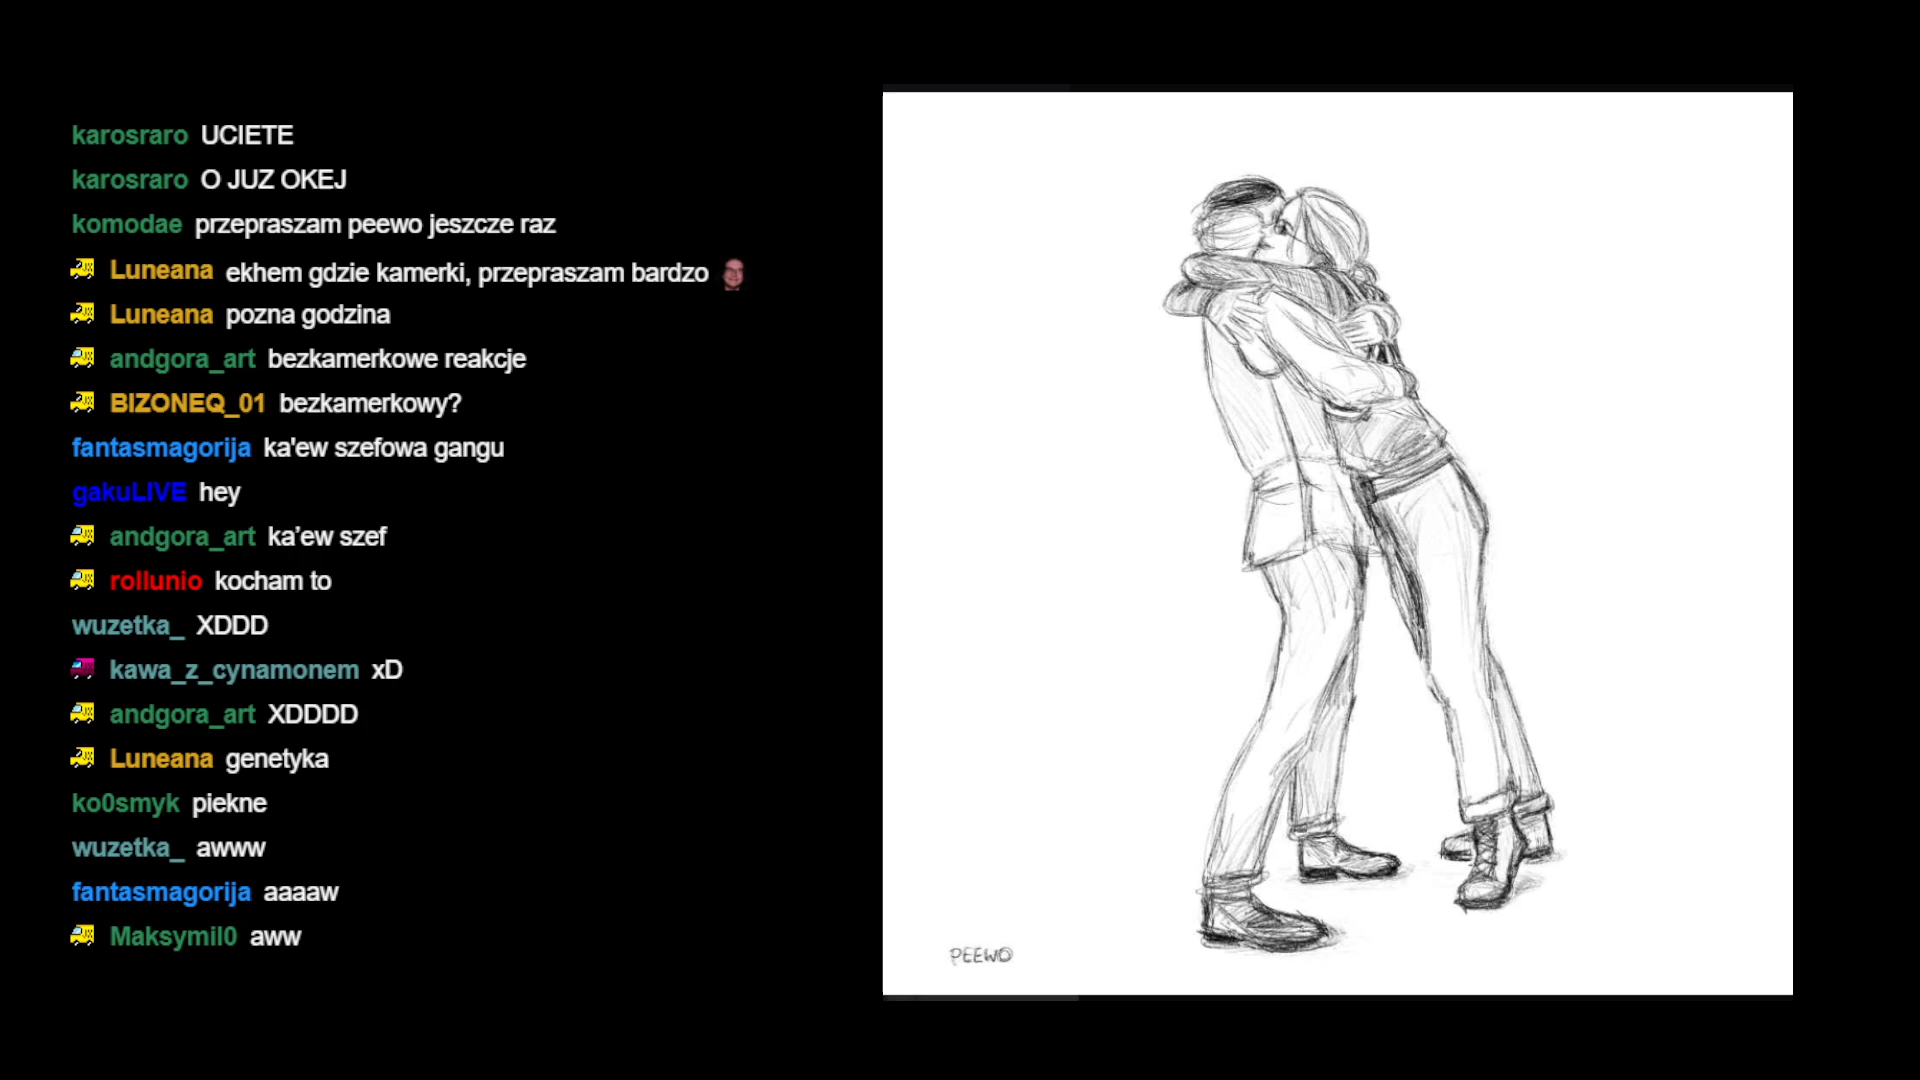 karosraro UCIETE
karosraro O JUZ OKEJ
komodae przepraszam peewo jeszcze raz
Luneana ekhem gdzie kamerki, przepraszam bardzo
Luneana pozna godzina
andgora_art bezkamerkowe reakcje
BIZONEQ_01 bezkamerkowy?
fantasmagorija ka'ew szefowa gangu
gakuLIVE hey
andgora_art ka'ew szef
rollunio kocham to
wuzetka_ XDDD
kawa_z_cynamonem xD
andgora_art XDDDD
Luneana genetyka
ko0smyk piekne
wuzetka_ awww
fantasmagorija aaaaw
Maksymil0 aww
PEEWO